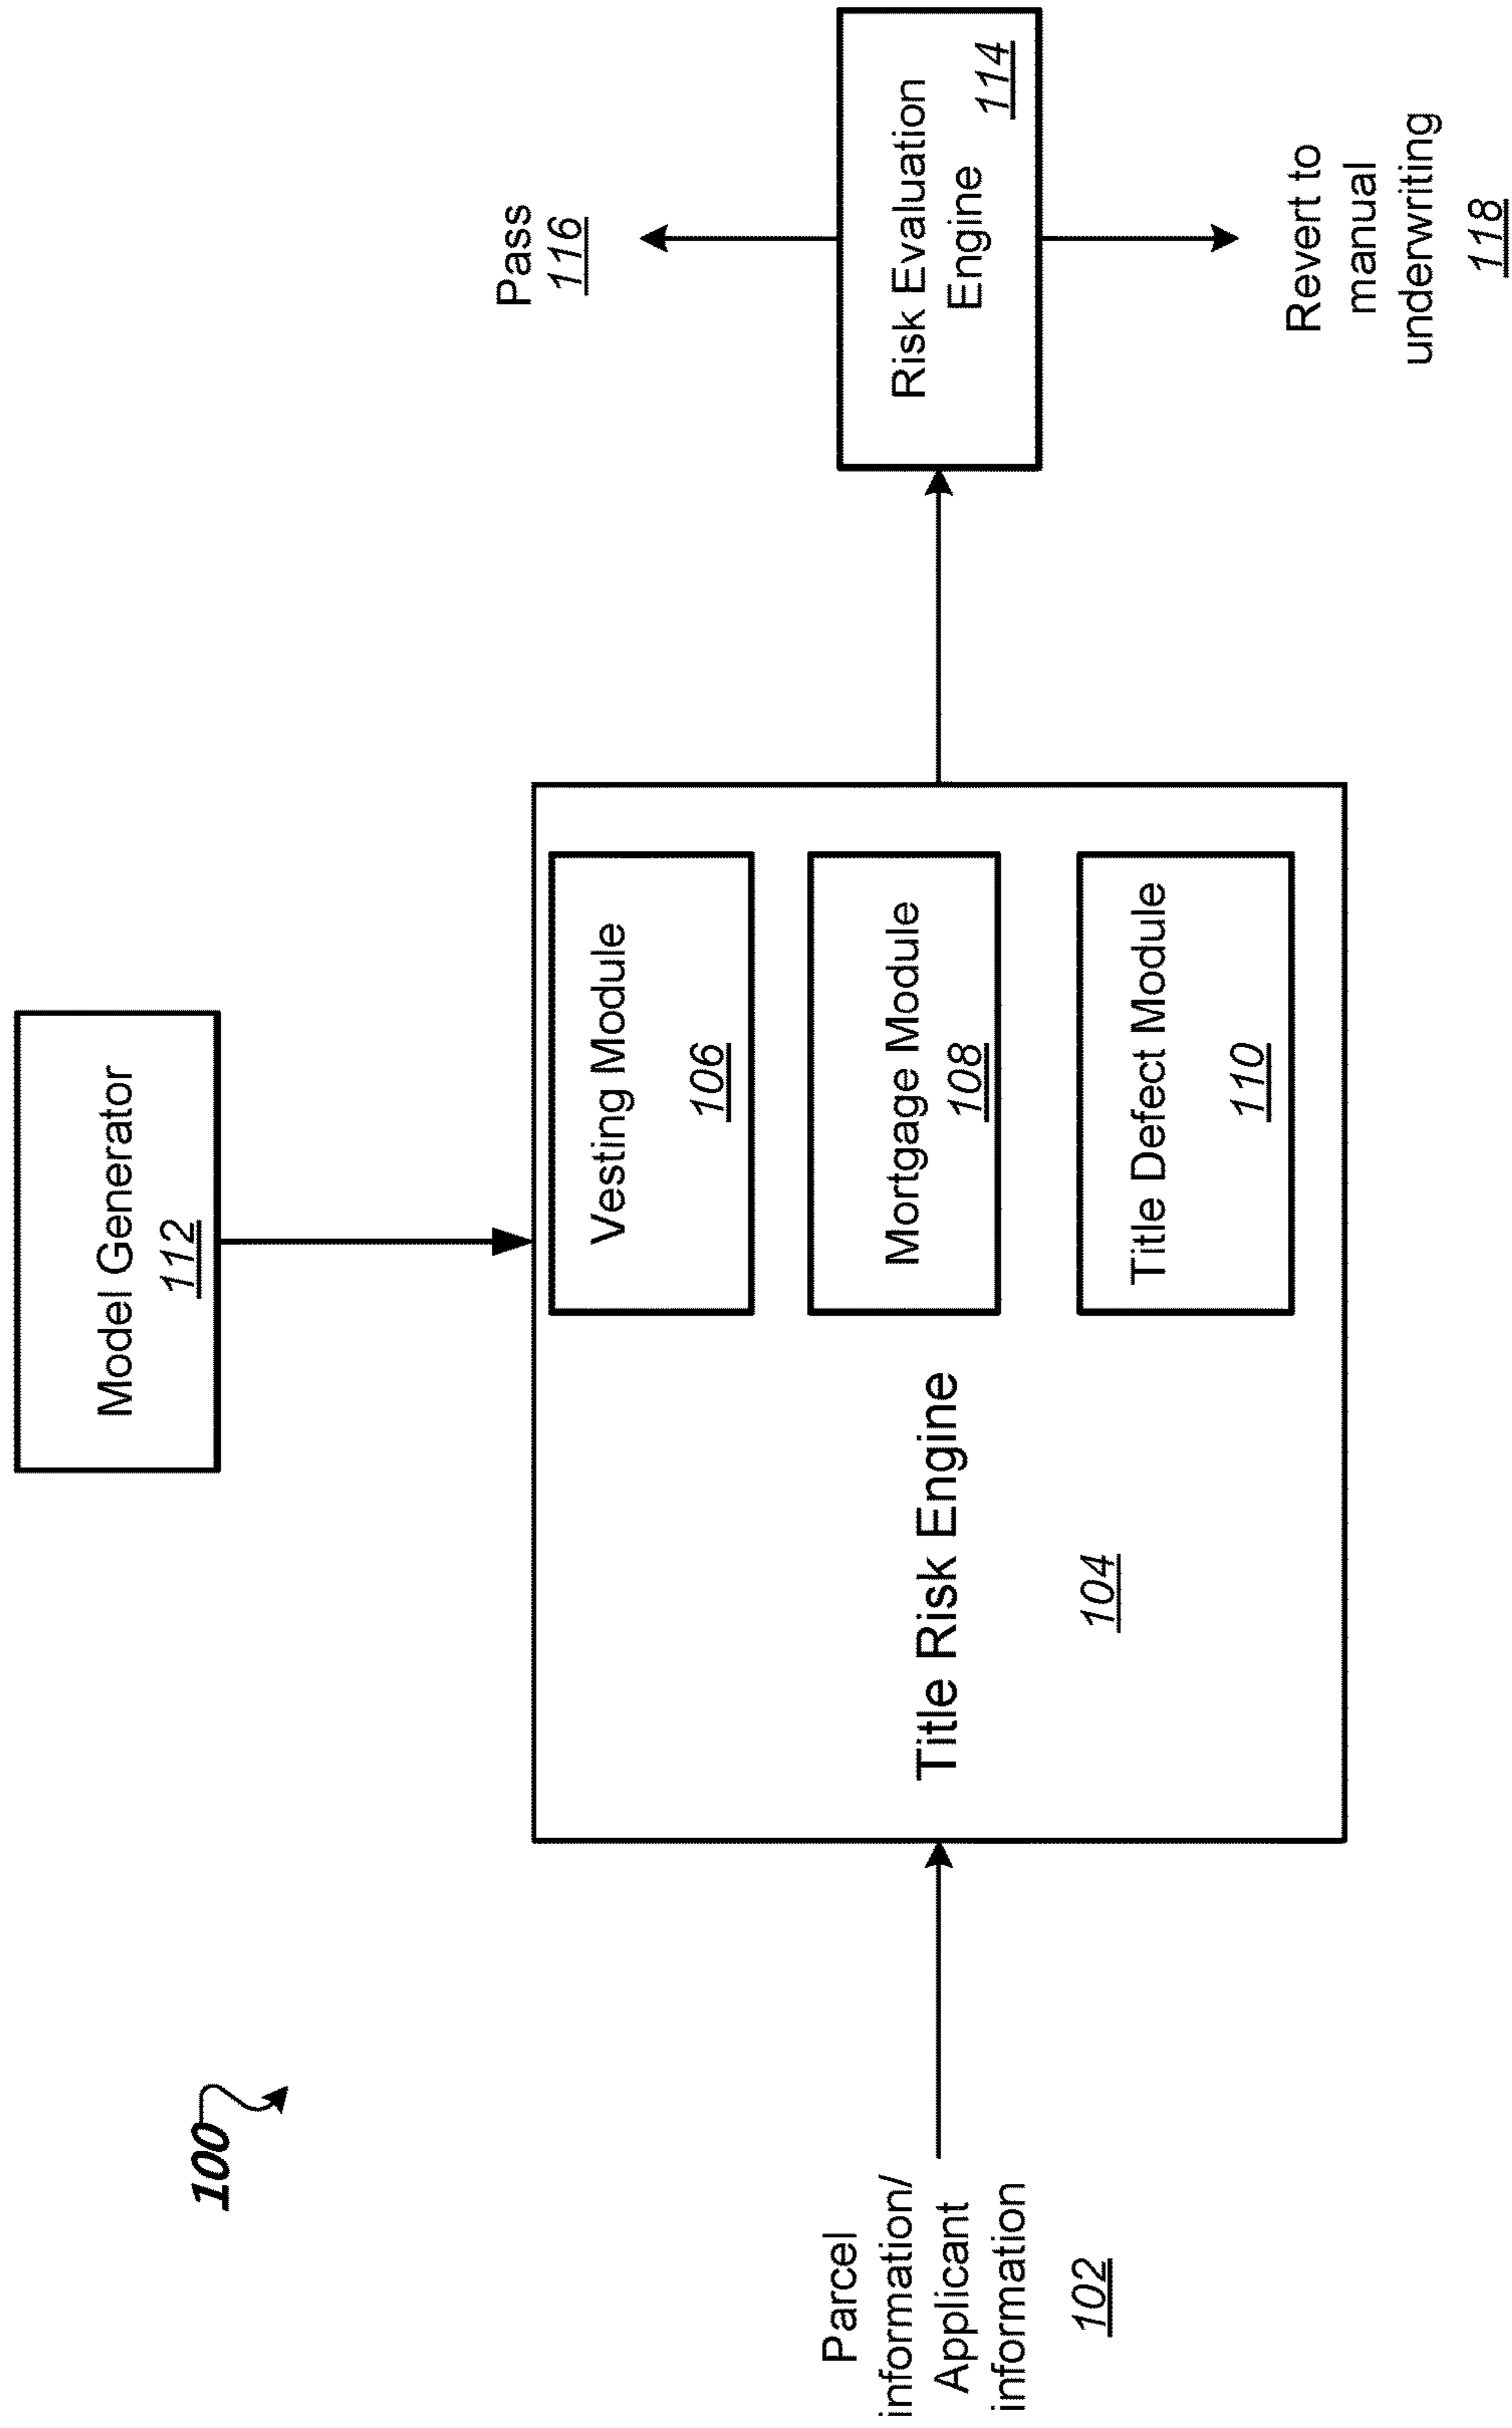 100
Model Generator
112
Parcel
information/
Applicant
information
102
Title Risk Engine
104
Vesting Module
106
Mortgage Module
108
Title Defect Module
110
Pass
116
Risk Evaluation
Engine
114
Revert to
manual
underwriting
118